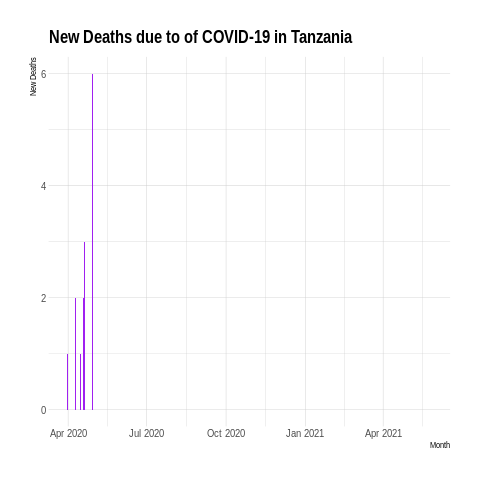 New Deaths due to of COVID-19 in Tanzania
New Deaths
6
4
2
0
Apr 2020 Jul 2020 Oct 2020 Jan 2021 Apr 2021
Month